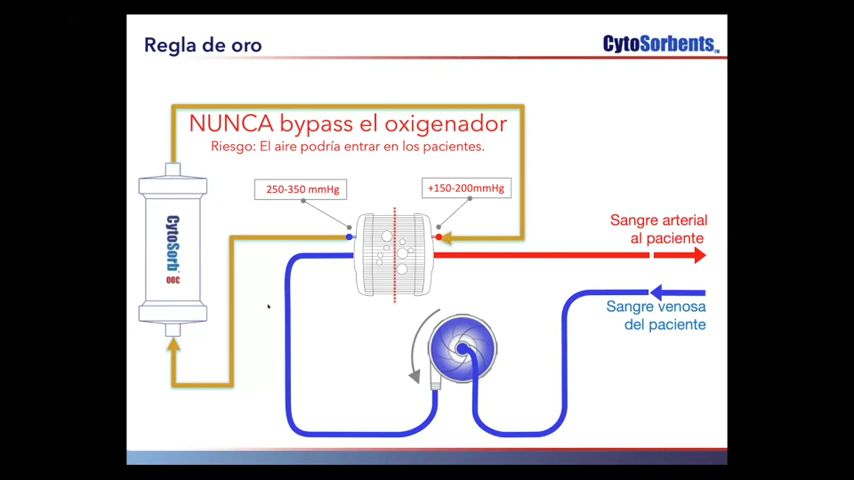 Regla de oro
CytoSorbents™
NUNCA bypass el oxigenador
Riesgo: El aire podría entrar en los pacientes.
250-350 mmHg
+150-200mmHg
CytoSorb®
300
Sangre arterial
al paciente
Sangre venosa
del paciente